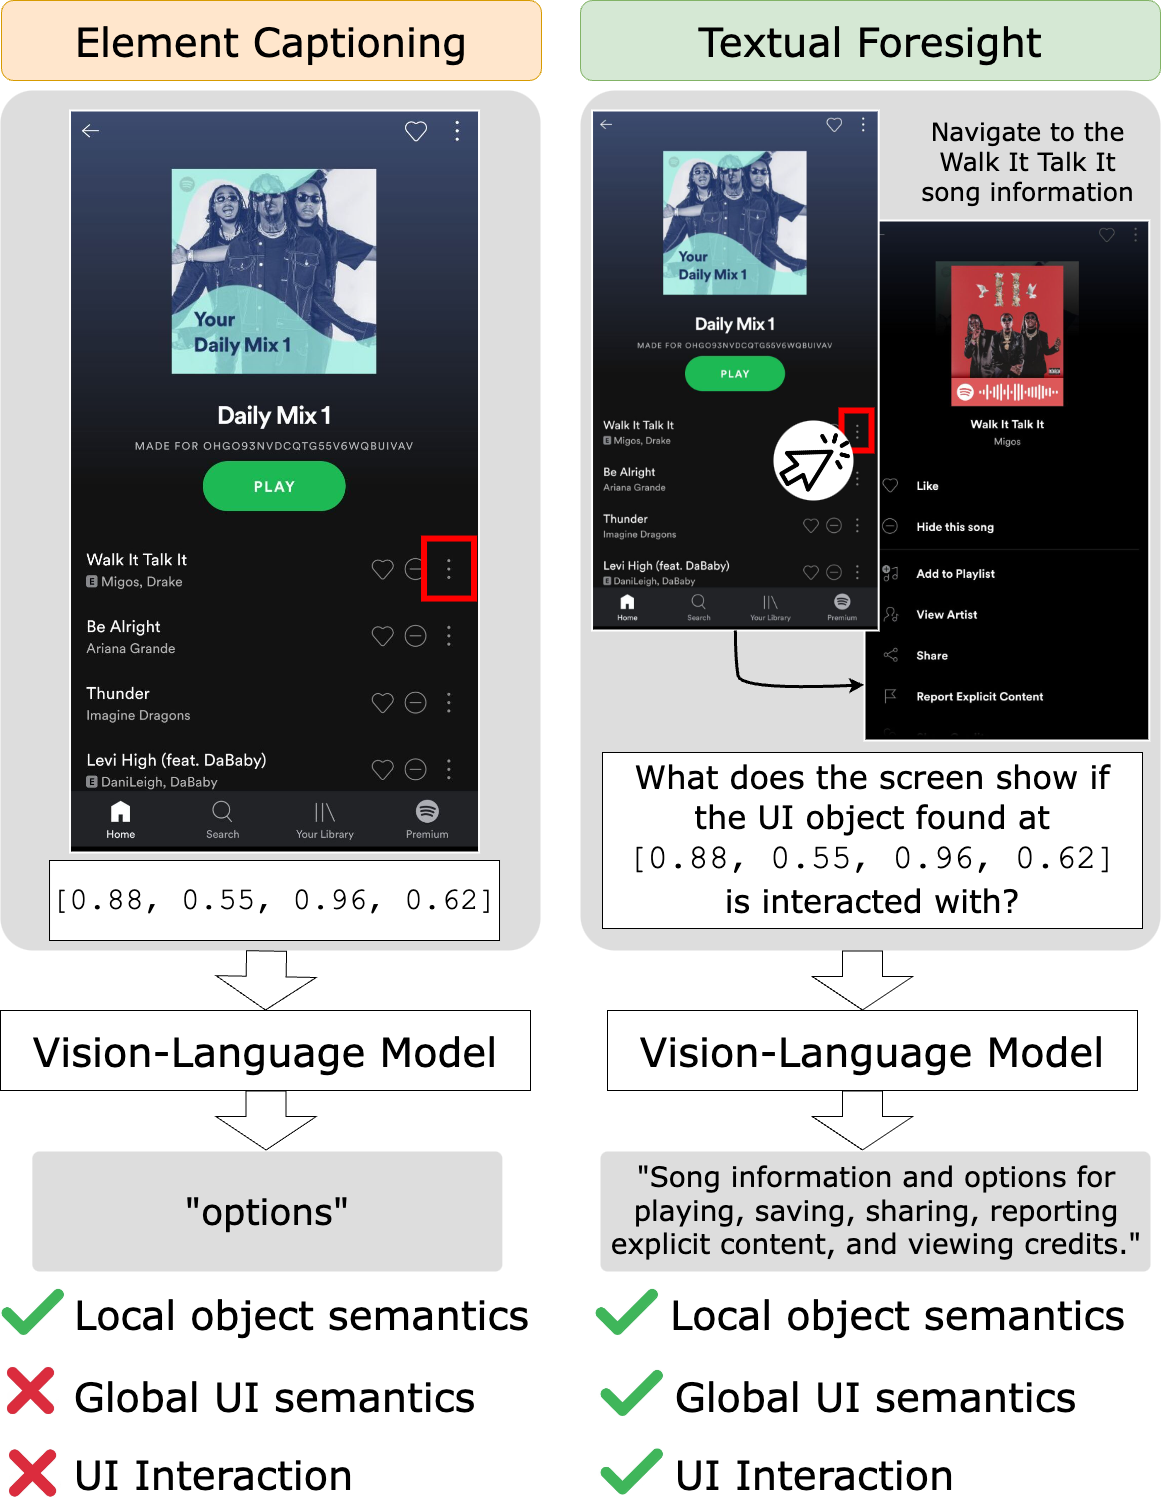 Element Captioning
Your
Daily Mix 1
Daily Mix 1
MADE FOR OHGO93NVDCQTG55V6WQBUIVAV
PLAY
Walk It Talk It
E Migos, Drake
Be Alright
Ariana Grande
Thunder
Imagine Dragons
Levi High (feat. DaBaby)
E DaniLeigh, DaBaby
Home
Search
Your Library
Premium
[0.88, 0.55, 0.96, 0.62]
Vision-Language Model
"options"
Local object semantics
Global UI semantics
UI Interaction
Textual Foresight
Navigate to the
Walk It Talk It
song information
Your
Daily Mix 1
Daily Mix 1
MADE FOR OHGO93NVDCQTG55V6WQBUIVAV
PLAY
Walk It Talk It
E Migos, Drake
Be Alright
Ariana Grande
Thunder
Imagine Dragons
Levi High (feat. DaBaby)
E DaniLeigh, DaBaby
Home
Search
Your Library
Premium
Walk It Talk It
Migos
Like
Hide this song
Add to Playlist
View Artist
Share
Report Explicit Content
What does the screen show if
the UI object found at
[0.88, 0.55, 0.96, 0.62]
is interacted with?
Vision-Language Model
"Song information and options for
playing, saving, sharing, reporting
explicit content, and viewing credits."
Local object semantics
Global UI semantics
UI Interaction